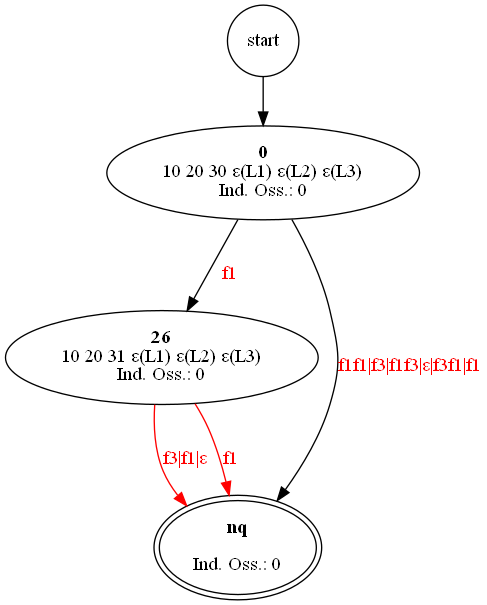 start
0
10 20 30 ε(L1) ε(L2) ε(L3)
Ind. Oss.: 0
f1
26
10 20 31 ε(L1) ε(L2) ε(L3)
Ind. Oss.: 0
f1f1|f3|f1f3|ε|f3f1|f1
f3|f1|ε
f1
nq
Ind. Oss.: 0